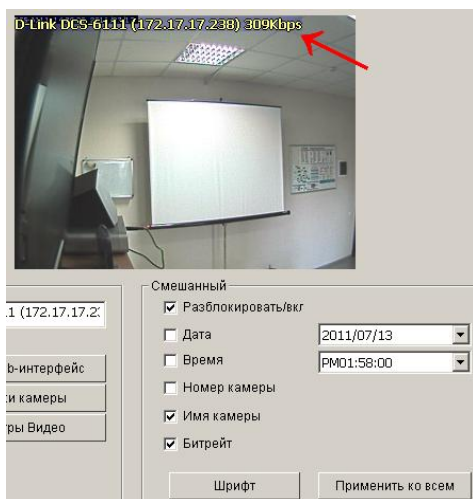 D-Link DCS-6111 (172.17.17.238) 309Kbps
Смешанный
.1 (172.17.17.2
Разблокировать/вкл
Дата
2011/07/13
b-интерфейс
Время
PM01:58:00
ки камеры
Номер камеры
ры Видео
Имя камеры
Битрейт
Шрифт
Применить ко всем